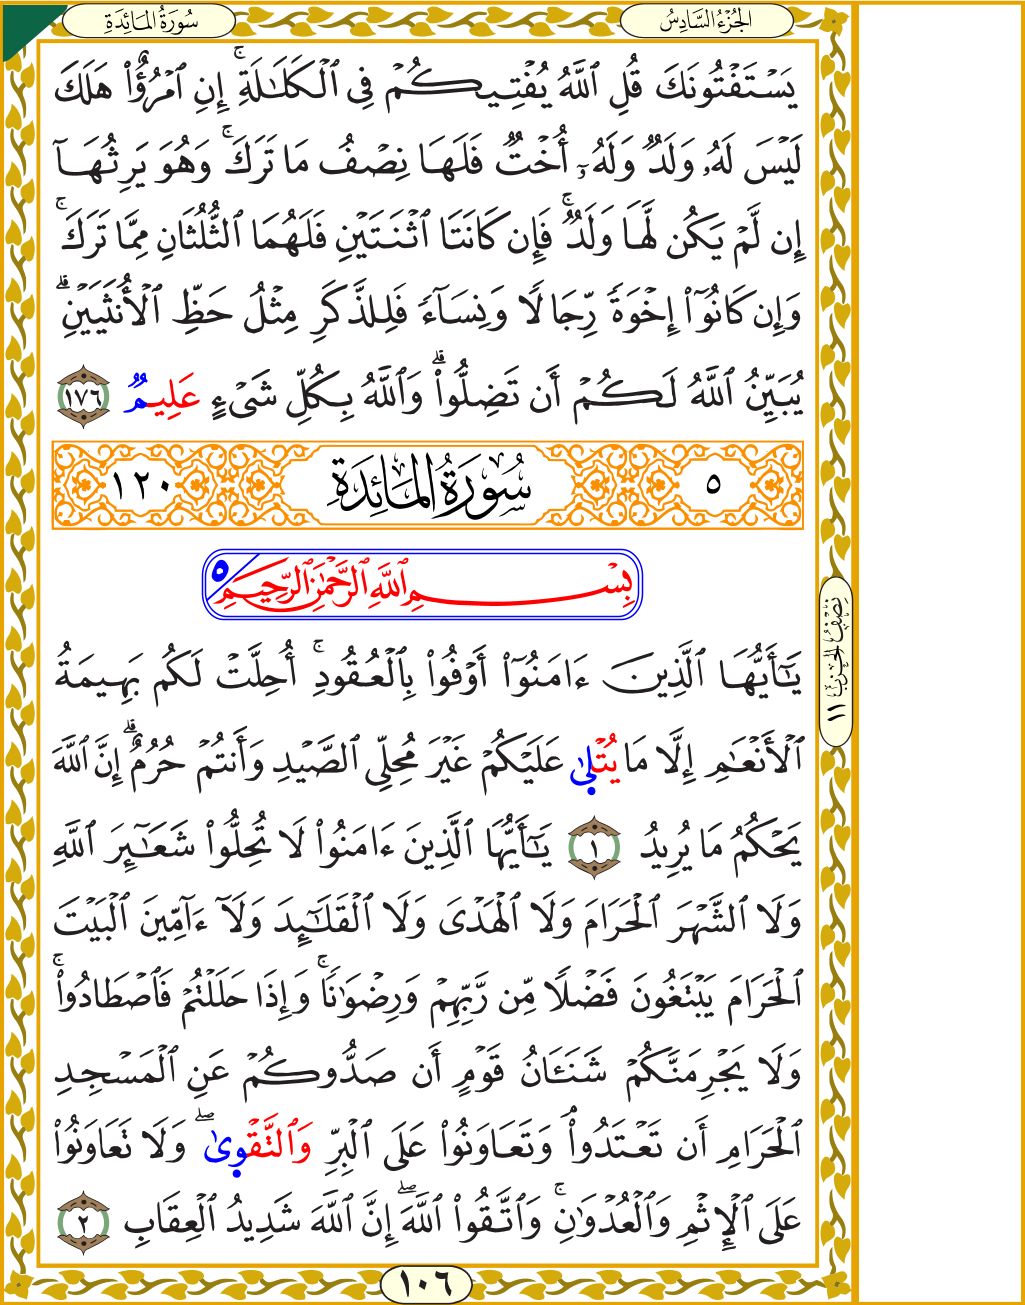 الجُزْءُ السَّادِسُ
سُورَةُ المَائِدَةِ
يَسْتَفْتُونَكَ قُلِ ٱللَّهُ يُفْتِيكُمْ فِى ٱلْكَلَـٰلَةِ ۚ إِنِ ٱمْرُؤٌا۟ هَلَكَ
لَيْسَ لَهُۥ وَلَدٌ وَلَهُۥٓ أُخْتٌ فَلَهَا نِصْفُ مَا تَرَكَ ۚ وَهُوَ يَرِثُهَآ
إِن لَّمْ يَكُن لَّهَا وَلَدٌ ۚ فَإِن كَانَتَا ٱثْنَتَيْنِ فَلَهُمَا ٱلثُّلُثَانِ مِمَّا تَرَكَ ۚ
وَإِن كَانُوٓا۟ إِخْوَةً رِّجَالًا وَنِسَآءً فَلِلذَّكَرِ مِثْلُ حَظِّ ٱلْأُنثَيَيْنِ ۗ
يُبَيِّنُ ٱللَّهُ لَكُمْ أَن تَضِلُّوا۟ ۗ وَٱللَّهُ بِكُلِّ شَىْءٍ عَلِيمٌۢ ١٧٦
٥ سُورَةُ المَائِدَةِ ١٢٠
بِسْمِ ٱللَّهِ ٱلرَّحْمَـٰنِ ٱلرَّحِيمِ ٥
يَـٰٓأَيُّهَا ٱلَّذِينَ ءَامَنُوٓا۟ أَوْفُوا۟ بِٱلْعُقُودِ ۚ أُحِلَّتْ لَكُم بَهِيمَةُ
ٱلْأَنْعَـٰمِ إِلَّا مَا يُتْلَىٰ عَلَيْكُمْ غَيْرَ مُحِلِّى ٱلصَّيْدِ وَأَنتُمْ حُرُمٌ ۗ إِنَّ ٱللَّهَ
يَحْكُمُ مَا يُرِيدُ ١ يَـٰٓأَيُّهَا ٱلَّذِينَ ءَامَنُوا۟ لَا تُحِلُّوا۟ شَعَـٰٓئِرَ ٱللَّهِ
وَلَا ٱلشَّهْرَ ٱلْحَرَامَ وَلَا ٱلْهَدْىَ وَلَا ٱلْقَلَـٰٓئِدَ وَلَآ ءَآمِّينَ ٱلْبَيْتَ
ٱلْحَرَامَ يَبْتَغُونَ فَضْلًا مِّن رَّبِّهِمْ وَرِضْوَٰنًا ۚ وَإِذَا حَلَلْتُمْ فَٱصْطَادُوا۟ ۚ
وَلَا يَجْرِمَنَّكُمْ شَنَـَٔانُ قَوْمٍ أَن صَدُّوكُمْ عَنِ ٱلْمَسْجِدِ
ٱلْحَرَامِ أَن تَعْتَدُوا۟ ۘ وَتَعَاوَنُوا۟ عَلَى ٱلْبِرِّ وَٱلتَّقْوَىٰ ۖ وَلَا تَعَاوَنُوا۟
عَلَى ٱلْإِثْمِ وَٱلْعُدْوَٰنِ ۚ وَٱتَّقُوا۟ ٱللَّهَ ۖ إِنَّ ٱللَّهَ شَدِيدُ ٱلْعِقَابِ ٢
نِصْفُ الحِزْبِ ١١
١٠٦